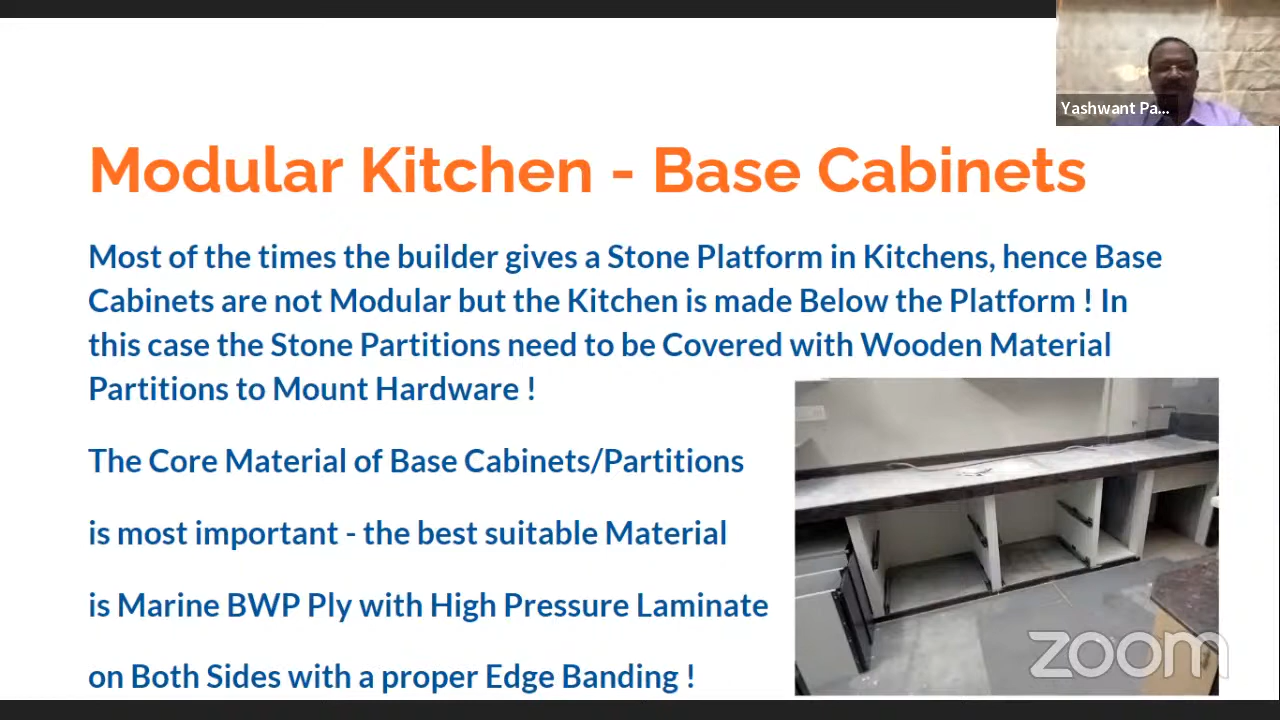 Yashwant Pa...
Modular Kitchen - Base Cabinets
Most of the times the builder gives a Stone Platform in Kitchens, hence Base
Cabinets are not Modular but the Kitchen is made Below the Platform ! In
this case the Stone Partitions need to be Covered with Wooden Material
Partitions to Mount Hardware !
The Core Material of Base Cabinets/Partitions
is most important - the best suitable Material
is Marine BWP Ply with High Pressure Laminate
on Both Sides with a proper Edge Banding !
zoom